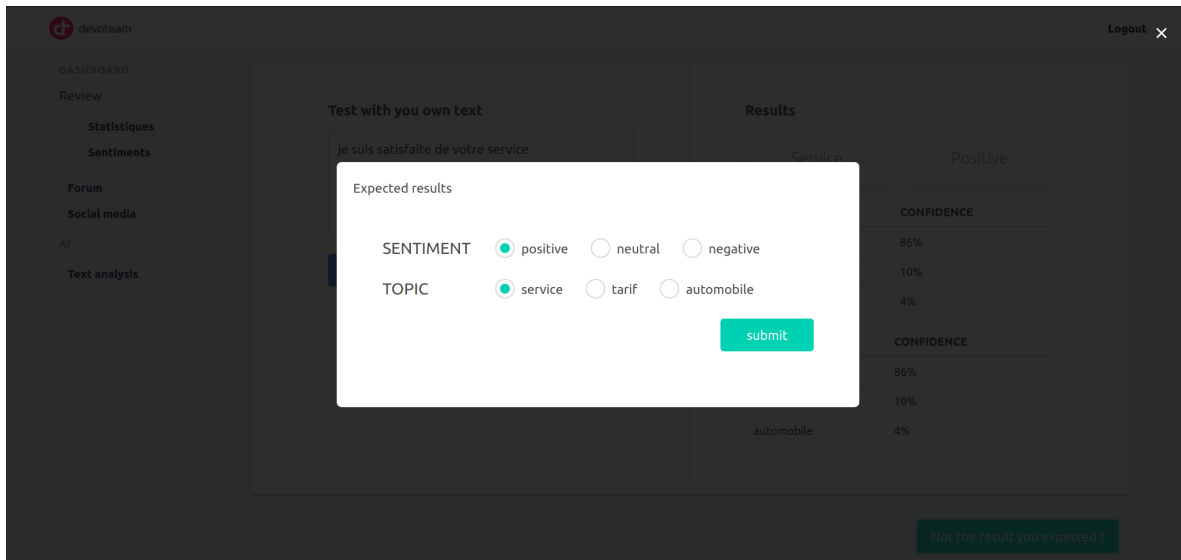 devoteam
Logout
DASHBOARD
Review
Statistiques
Sentiments
Forum
Social media
AI
Text analysis
Test with you own text
je suis satisfaite de votre service
Results
Service
Positive
CONFIDENCE
86%
10%
4%
CONFIDENCE
86%
10%
automobile 4%
Expected results
SENTIMENT positive neutral negative
TOPIC service tarif automobile
submit
Not the result you expected ?